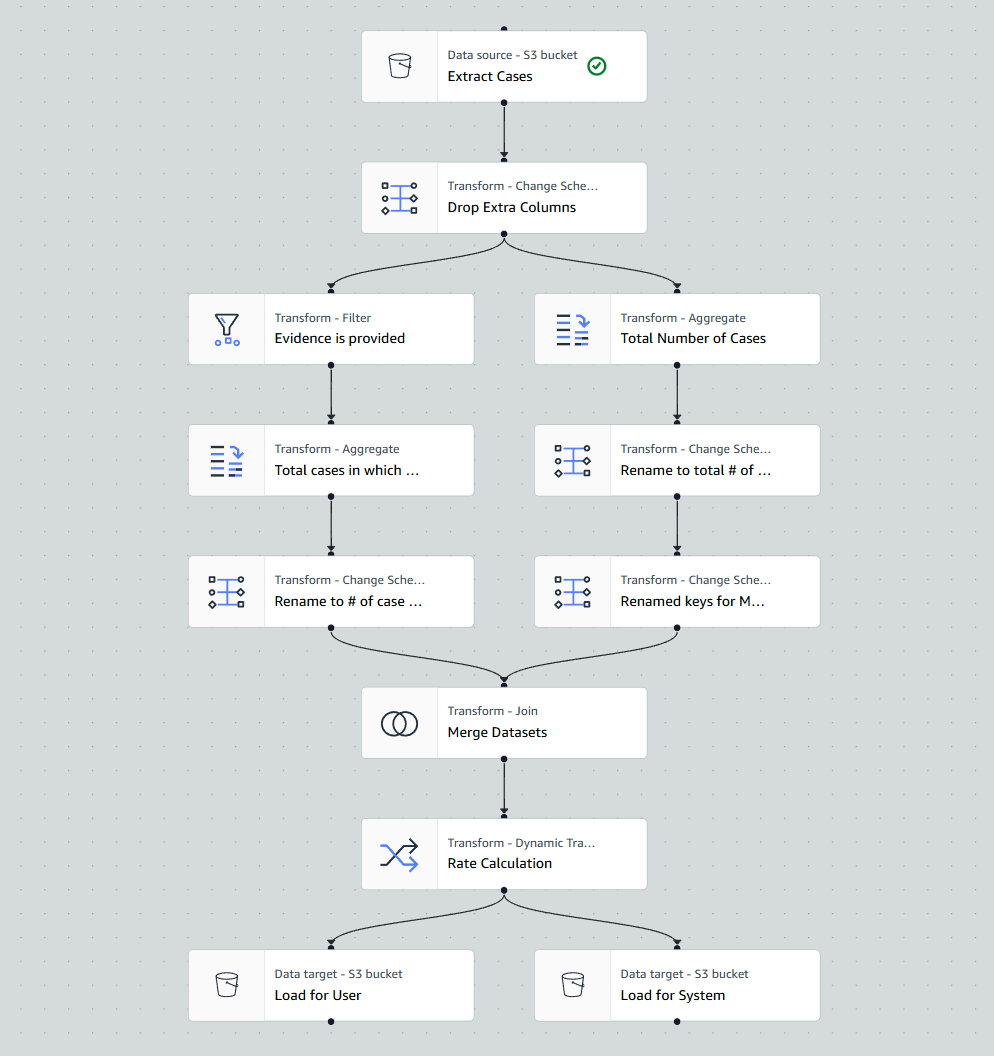 Data source - S3 bucket
Extract Cases
Transform - Change Sche...
Drop Extra Columns
Transform - Filter
Evidence is provided
Transform - Aggregate
Total Number of Cases
Transform - Aggregate
Total cases in which ...
Transform - Change Sche...
Rename to total # of ...
Transform - Change Sche...
Rename to # of case ...
Transform - Change Sche...
Renamed keys for M...
Transform - Join
Merge Datasets
Transform - Dynamic Tra...
Rate Calculation
Data target - S3 bucket
Load for User
Data target - S3 bucket
Load for System